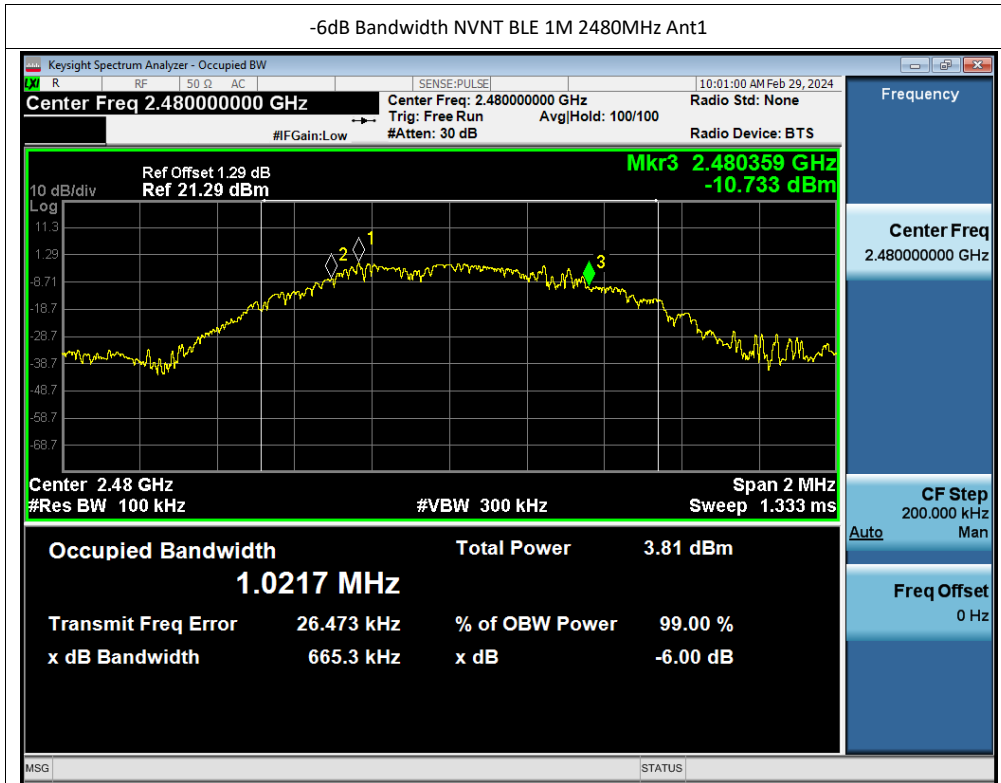 -6dB Bandwidth NVNT BLE 1M 2480MHz Ant1
Keysight Spectrum Analyzer - Occupied BW
LXI R RF 50 Ω AC SENSE:PULSE 10:01:00 AM Feb 29, 2024
Center Freq 2.480000000 GHz
Center Freq: 2.480000000 GHz Radio Std: None
Trig: Free Run Avg|Hold: 100/100
#IFGain:Low #Atten: 30 dB Radio Device: BTS
Frequency
Mkr3 2.480359 GHz
-10.733 dBm
Ref Offset 1.29 dB
10 dB/div Ref 21.29 dBm
Log
11.3
1.29
-8.71
-18.7
-28.7
-38.7
-48.7
-58.7
-68.7
1
2
3
Center 2.48 GHz Span 2 MHz
#Res BW 100 kHz #VBW 300 kHz Sweep 1.333 ms
Occupied Bandwidth Total Power 3.81 dBm
1.0217 MHz
Transmit Freq Error 26.473 kHz % of OBW Power 99.00 %
x dB Bandwidth 665.3 kHz x dB -6.00 dB
Center Freq
2.480000000 GHz
CF Step
200.000 kHz
Auto Man
Freq Offset
0 Hz
MSG STATUS